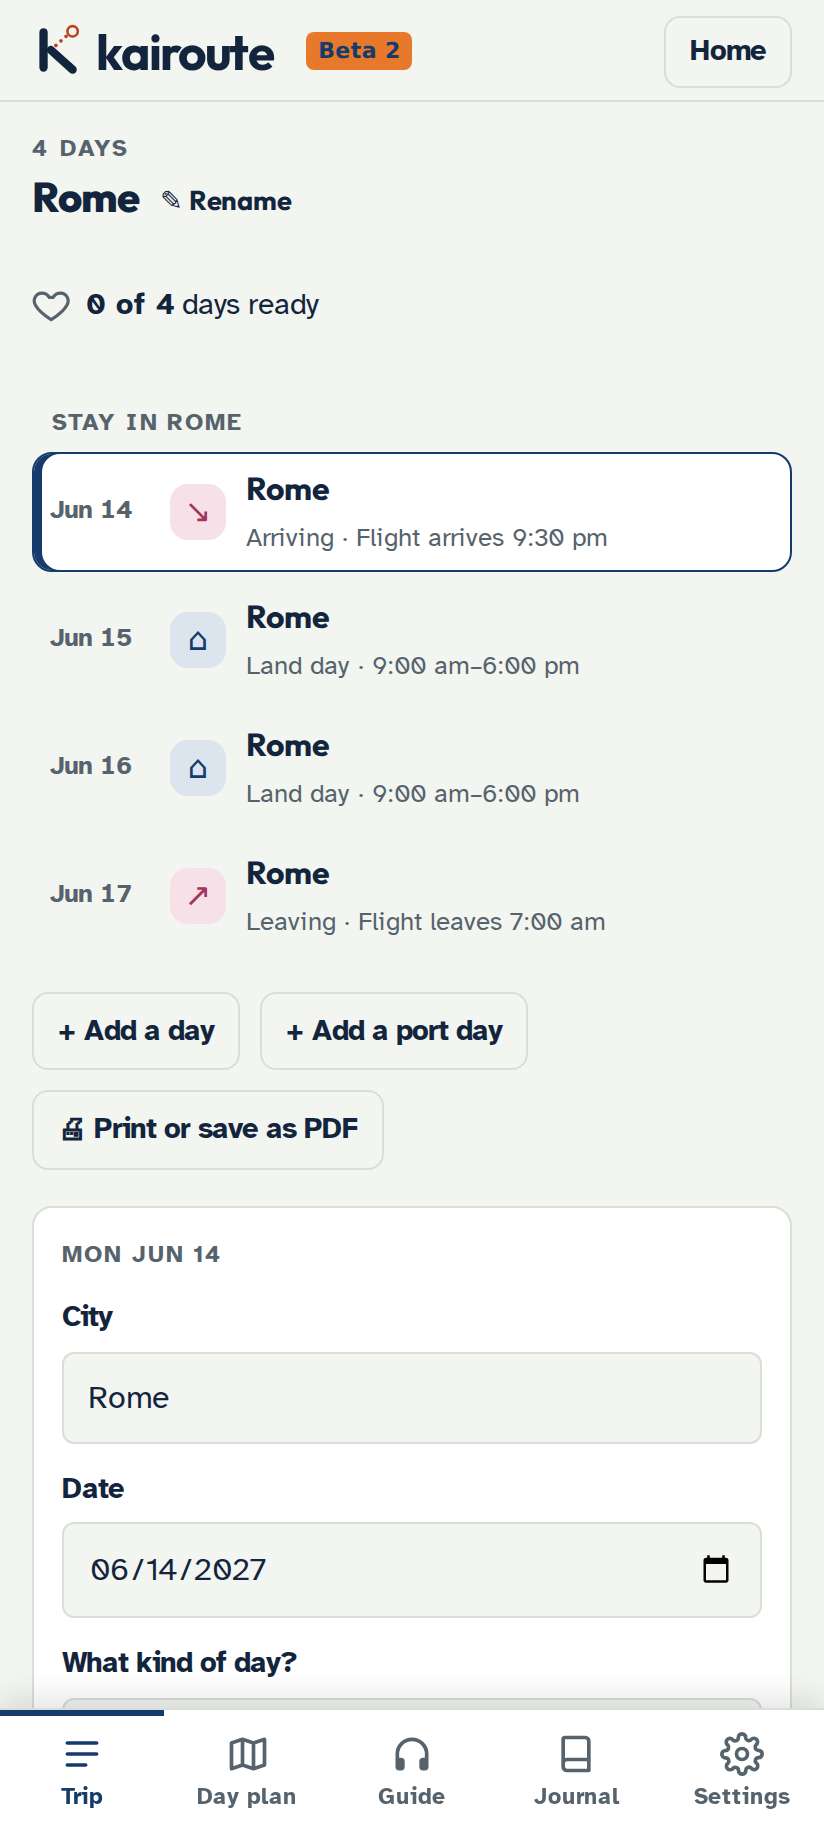 kairoute Beta 2 Home
4 DAYS
Rome ✎ Rename
0 of 4 days ready
STAY IN ROME
Jun 14 ↘ Rome
Arriving · Flight arrives 9:30 pm
Jun 15 ⌂ Rome
Land day · 9:00 am–6:00 pm
Jun 16 ⌂ Rome
Land day · 9:00 am–6:00 pm
Jun 17 ↗ Rome
Leaving · Flight leaves 7:00 am
+ Add a day + Add a port day
🖨 Print or save as PDF
MON JUN 14
City
Rome
Date
06/14/2027
What kind of day?
Trip Day plan Guide Journal Settings